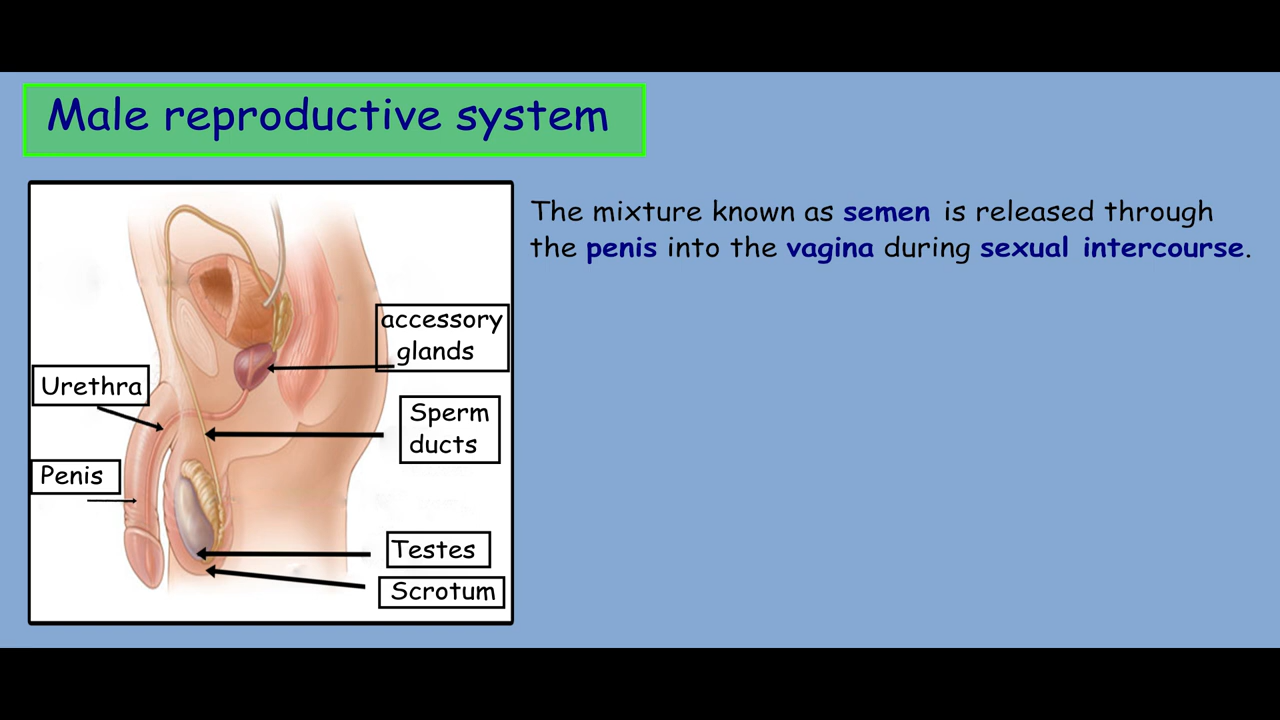 Male reproductive system
The mixture known as semen is released through
the penis into the vagina during sexual intercourse.
accessory
glands
Urethra
Sperm
ducts
Penis
Testes
Scrotum